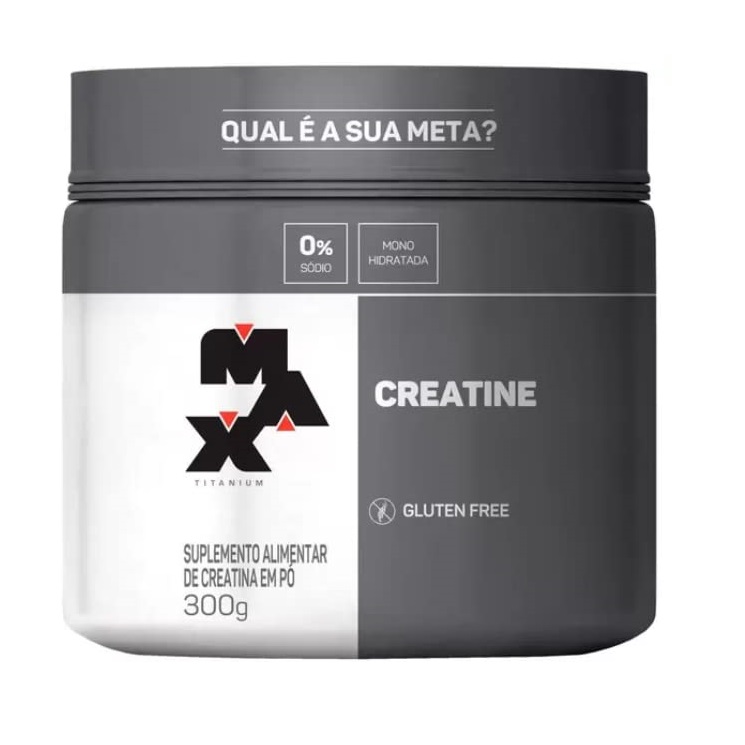 QUAL É A SUA META?
0%
SÓDIO
MONO
HIDRATADA
MAX
TITANIUM
CREATINE
GLUTEN FREE
SUPLEMENTO ALIMENTAR
DE CREATINA EM PÓ
300g